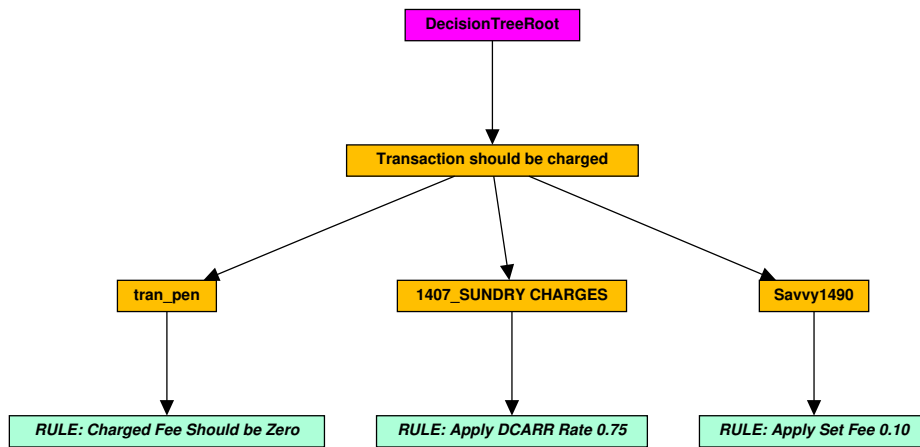 DecisionTreeRoot
Transaction should be charged
tran_pen
1407_SUNDRY CHARGES
Savvy1490
RULE: Charged Fee Should be Zero
RULE: Apply DCARR Rate 0.75
RULE: Apply Set Fee 0.10